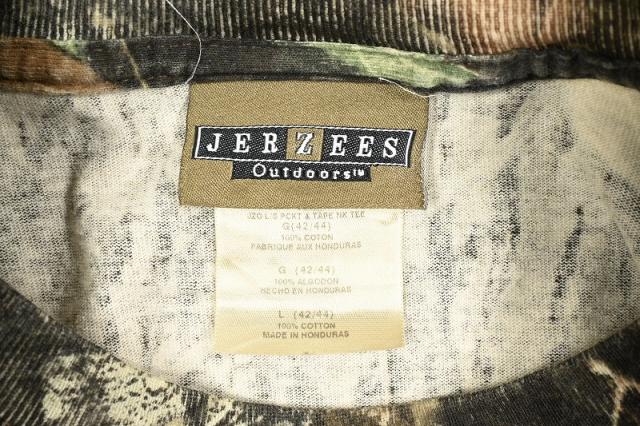 JERZEES
Outdoors™
JZO L/S PCKT & TAPE NK TEE
G(42/44)
100% COTON
FABRIQUE AUX HONDURAS
G (42/44)
100% ALGODON
HECHO EN HONDURAS
L (42/44)
100% COTTON
MADE IN HONDURAS